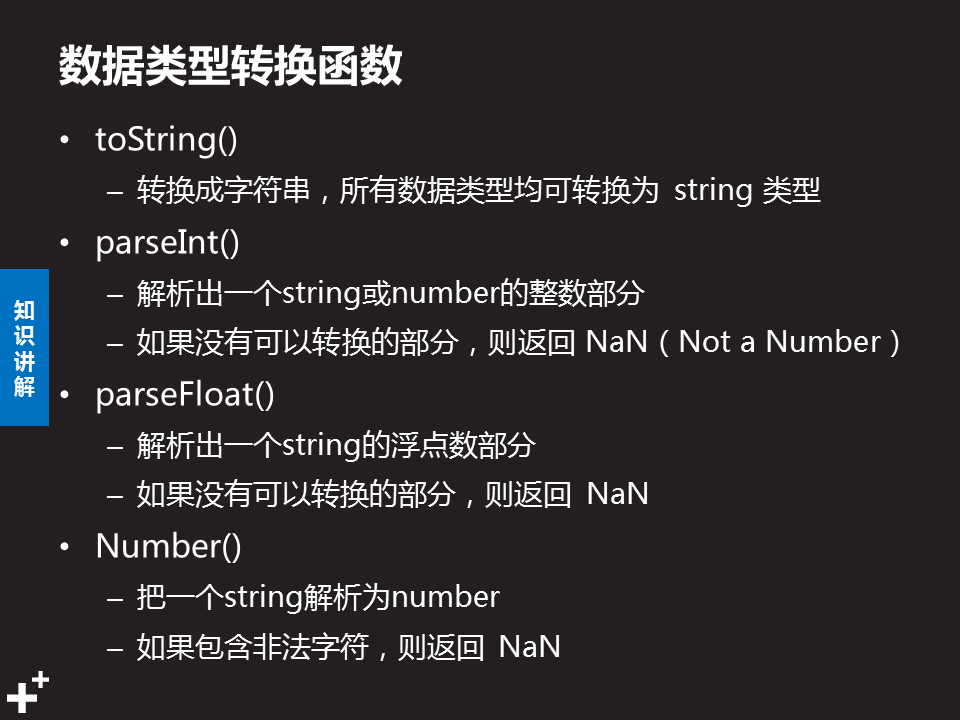 数据类型转换函数
• toString()
– 转换成字符串，所有数据类型均可转换为 string 类型
• parseInt()
– 解析出一个string或number的整数部分
– 如果没有可以转换的部分，则返回 NaN（Not a Number）
• parseFloat()
– 解析出一个string的浮点数部分
– 如果没有可以转换的部分，则返回 NaN
• Number()
– 把一个string解析为number
– 如果包含非法字符，则返回 NaN
知
识
讲
解